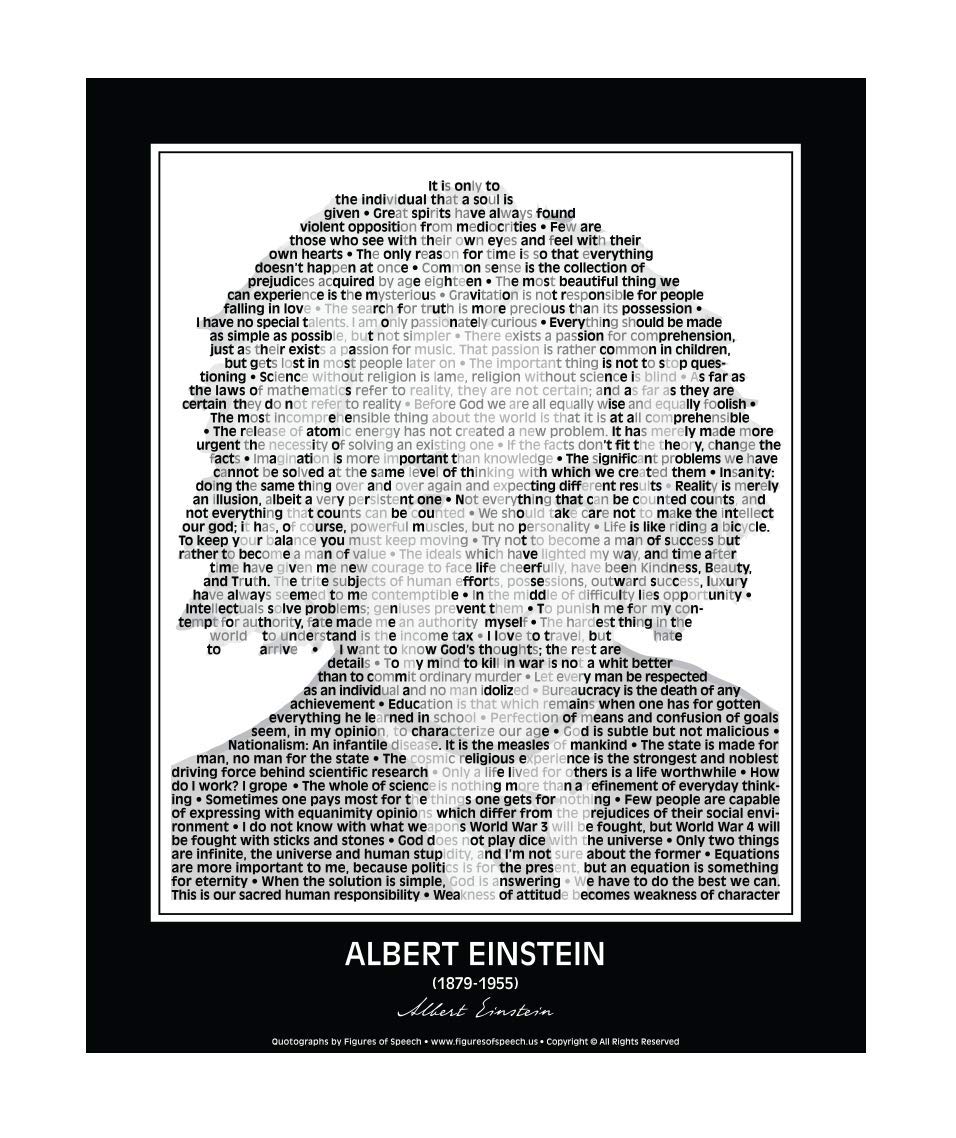 It is only to
the individual that a soul is
given • Great spirits have always found
violent opposition from mediocrities • Few are
those who see with their own eyes and feel with their
own hearts • The only reason for time is so that everything
doesn't happen at once • Common sense is the collection of
prejudices acquired by age eighteen • The most beautiful thing we
can experience is the mysterious • Gravitation is not responsible for people
falling in love • The search for truth is more precious than its possession •
I have no special talents. I am only passionately curious • Everything should be made
as simple as possible, but not simpler • There exists a passion for comprehension,
just as their exists a passion for music. That passion is rather common in children,
but gets lost in most people later on • The important thing is not to stop ques-
tioning • Science without religion is lame, religion without science is blind • As far as
the laws of mathematics refer to reality, they are not certain; and as far as they are
certain they do not refer to reality • Before God we are all equally wise and equally foolish •
The most incomprehensible thing about the world is that it is at all comprehensible
• The release of atomic energy has not created a new problem. It has merely made more
urgent the necessity of solving an existing one • If the facts don't fit the theory, change the
facts • Imagination is more important than knowledge • The significant problems we have
cannot be solved at the same level of thinking with which we created them • Insanity:
doing the same thing over and over again and expecting different results • Reality is merely
an illusion, albeit a very persistent one • Not everything that can be counted counts, and
not everything that counts can be counted • We should take care not to make the intellect
our god; it has, of course, powerful muscles, but no personality • Life is like riding a bicycle.
To keep your balance you must keep moving • Try not to become a man of success but
rather to become a man of value • The ideals which have lighted my way, and time after
time have given me new courage to face life cheerfully, have been Kindness, Beauty,
and Truth. The trite subjects of human efforts, possessions, outward success, luxury
have always seemed to me contemptible • in the middle of difficulty lies opportunity •
Intellectuals solve problems; geniuses prevent them • To punish me for my con-
tempt for authority, fate made me an authority myself • The hardest thing in the
world to understand is the income tax • I love to travel, but hate
to arrive • I want to know God's thoughts; the rest are
details • To my mind to kill in war is not a whit better
than to commit ordinary murder • Let every man be respected
as an individual and no man idolized • Bureaucracy is the death of any
achievement • Education is that which remains when one has for gotten
everything he learned in school • Perfection of means and confusion of goals
seem, in my opinion, to characterize our age • God is subtle but not malicious •
Nationalism: An infantile disease. It is the measles of mankind • The state is made for
man, no man for the state • The cosmic religious experience is the strongest and noblest
driving force behind scientific research • Only a life lived for others is a life worthwhile • How
do I work? I grope • The whole of science is nothing more than a refinement of everyday think-
ing • Sometimes one pays most for the things one gets for nothing • Few people are capable
of expressing with equanimity opinions which differ from the prejudices of their social envi-
ronment • I do not know with what weapons World War 3 will be fought, but World War 4 will
be fought with sticks and stones • God does not play dice with the universe • Only two things
are infinite, the universe and human stupidity, and I'm not sure about the former • Equations
are more important to me, because politics is for the present, but an equation is something
for eternity • When the solution is simple, God is answering • We have to do the best we can.
This is our sacred human responsibility • Weakness of attitude becomes weakness of character
ALBERT EINSTEIN
(1879-1955)
Albert Einstein
Quotographs by Figures of Speech • www.figuresofspeech.us • Copyright © All Rights Reserved